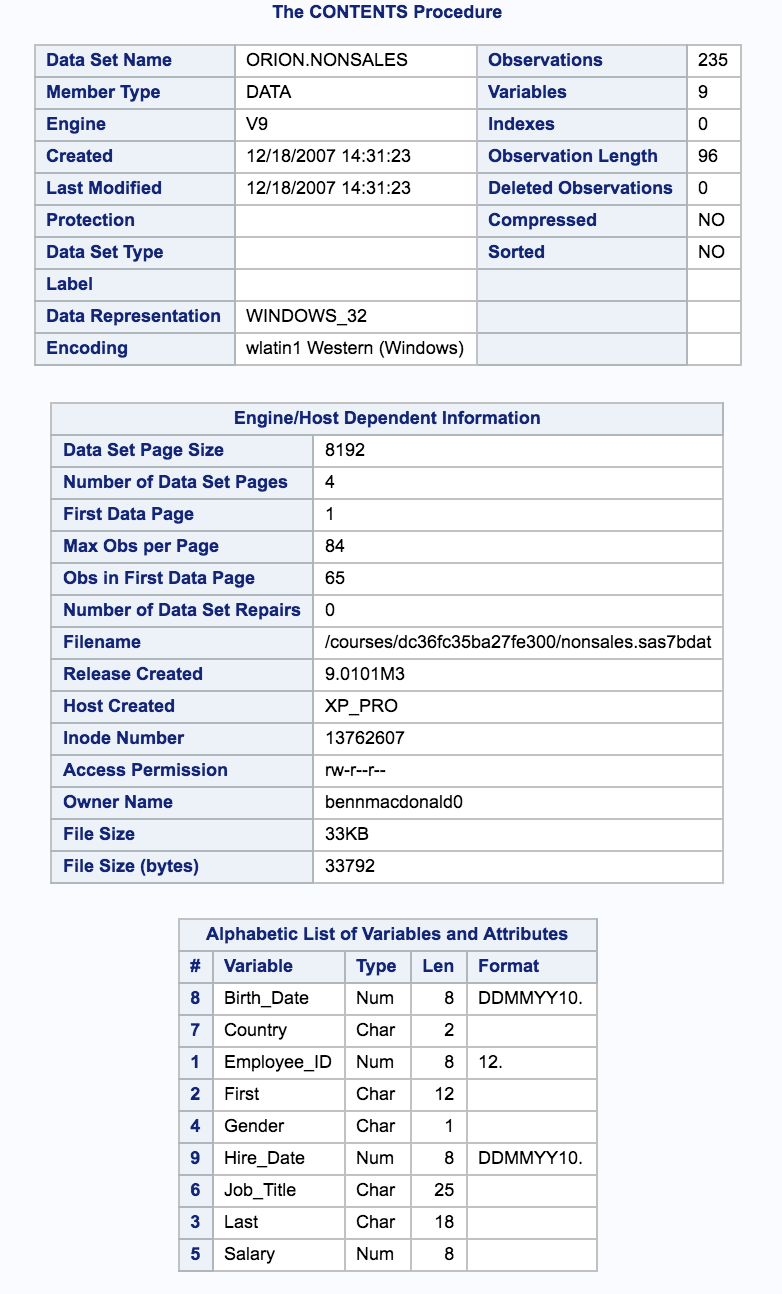 The CONTENTS Procedure
Data Set Name ORION.NONSALES Observations 235
Member Type DATA Variables 9
Engine V9 Indexes 0
Created 12/18/2007 14:31:23 Observation Length 96
Last Modified 12/18/2007 14:31:23 Deleted Observations 0
Protection Compressed NO
Data Set Type Sorted NO
Label
Data Representation WINDOWS_32
Encoding wlatin1 Western (Windows)
Engine/Host Dependent Information
Data Set Page Size 8192
Number of Data Set Pages 4
First Data Page 1
Max Obs per Page 84
Obs in First Data Page 65
Number of Data Set Repairs 0
Filename /courses/dc36fc35ba27fe300/nonsales.sas7bdat
Release Created 9.0101M3
Host Created XP_PRO
Inode Number 13762607
Access Permission rw-r--r--
Owner Name bennmacdonald0
File Size 33KB
File Size (bytes) 33792
Alphabetic List of Variables and Attributes
# Variable Type Len Format
8 Birth_Date Num 8 DDMMYY10.
7 Country Char 2
1 Employee_ID Num 8 12.
2 First Char 12
4 Gender Char 1
9 Hire_Date Num 8 DDMMYY10.
6 Job_Title Char 25
3 Last Char 18
5 Salary Num 8